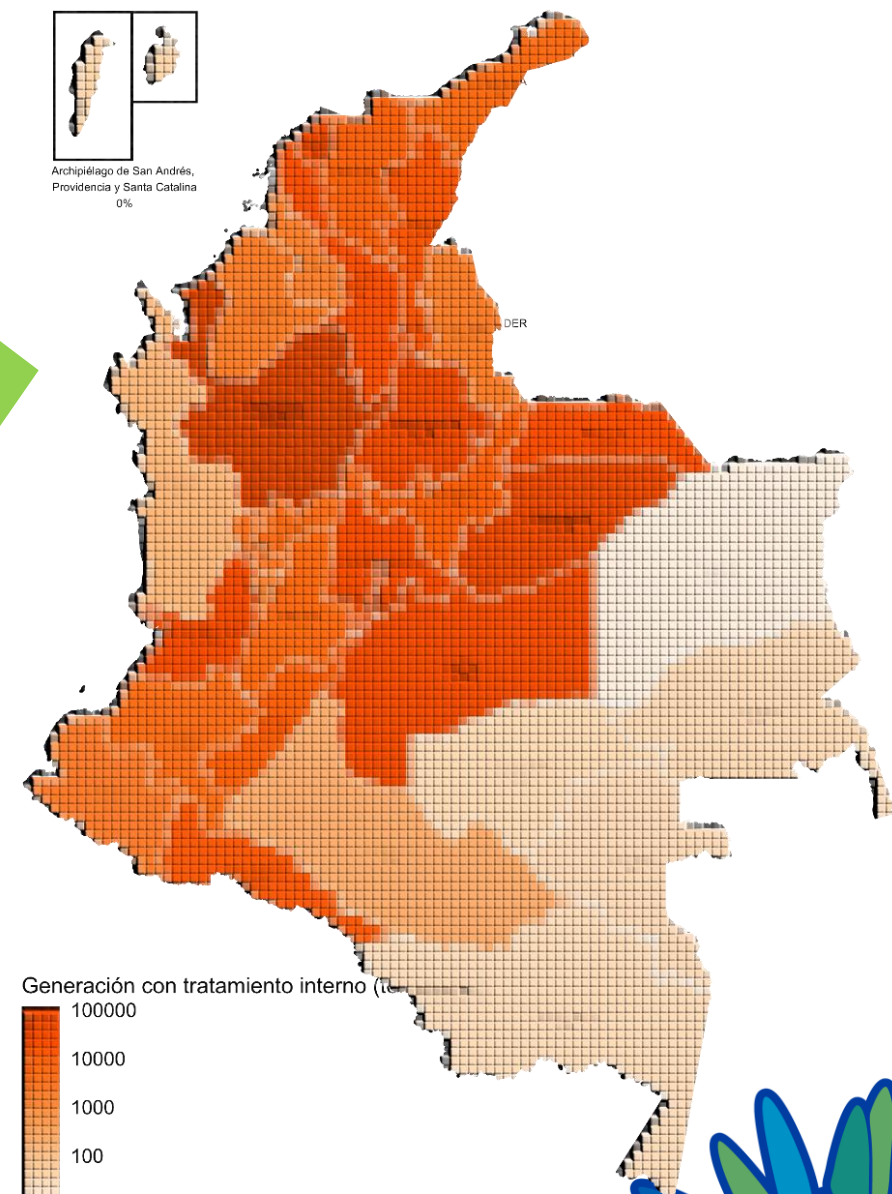 Archipiélago de San Andrés,
Providencia y Santa Catalina
0%
DER
Generación con tratamiento interno
100000
10000
1000
100